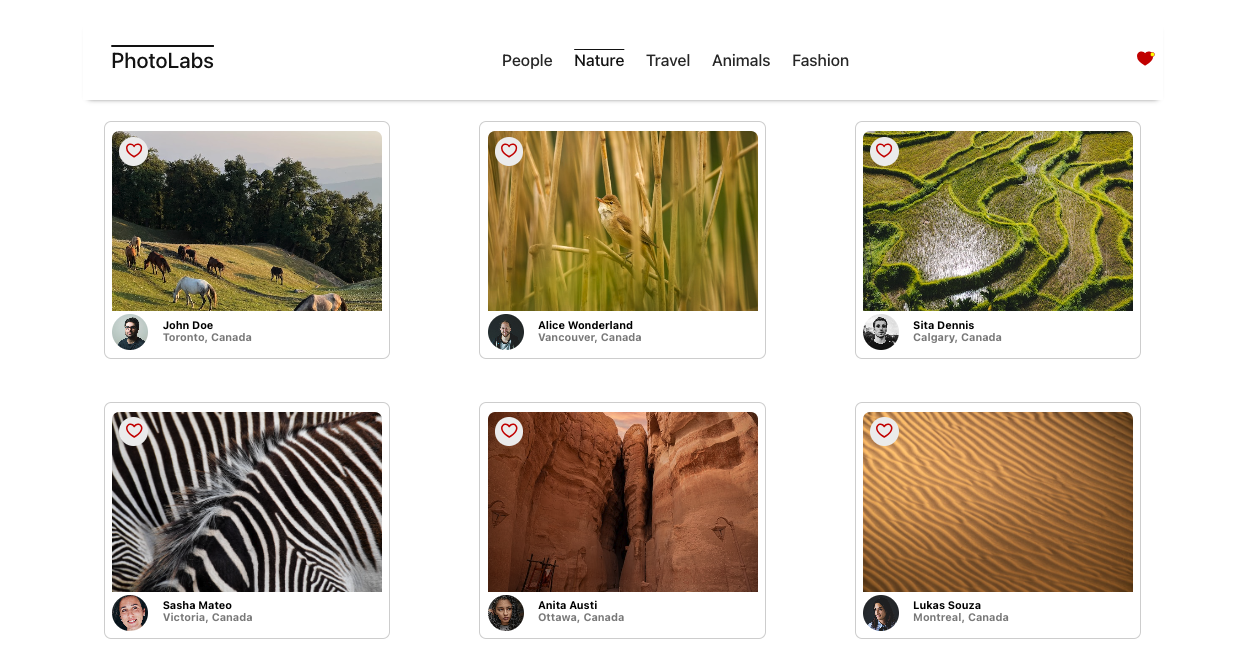 PhotoLabs
People Nature Travel Animals Fashion
John Doe
Toronto, Canada
Alice Wonderland
Vancouver, Canada
Sita Dennis
Calgary, Canada
Sasha Mateo
Victoria, Canada
Anita Austi
Ottawa, Canada
Lukas Souza
Montreal, Canada